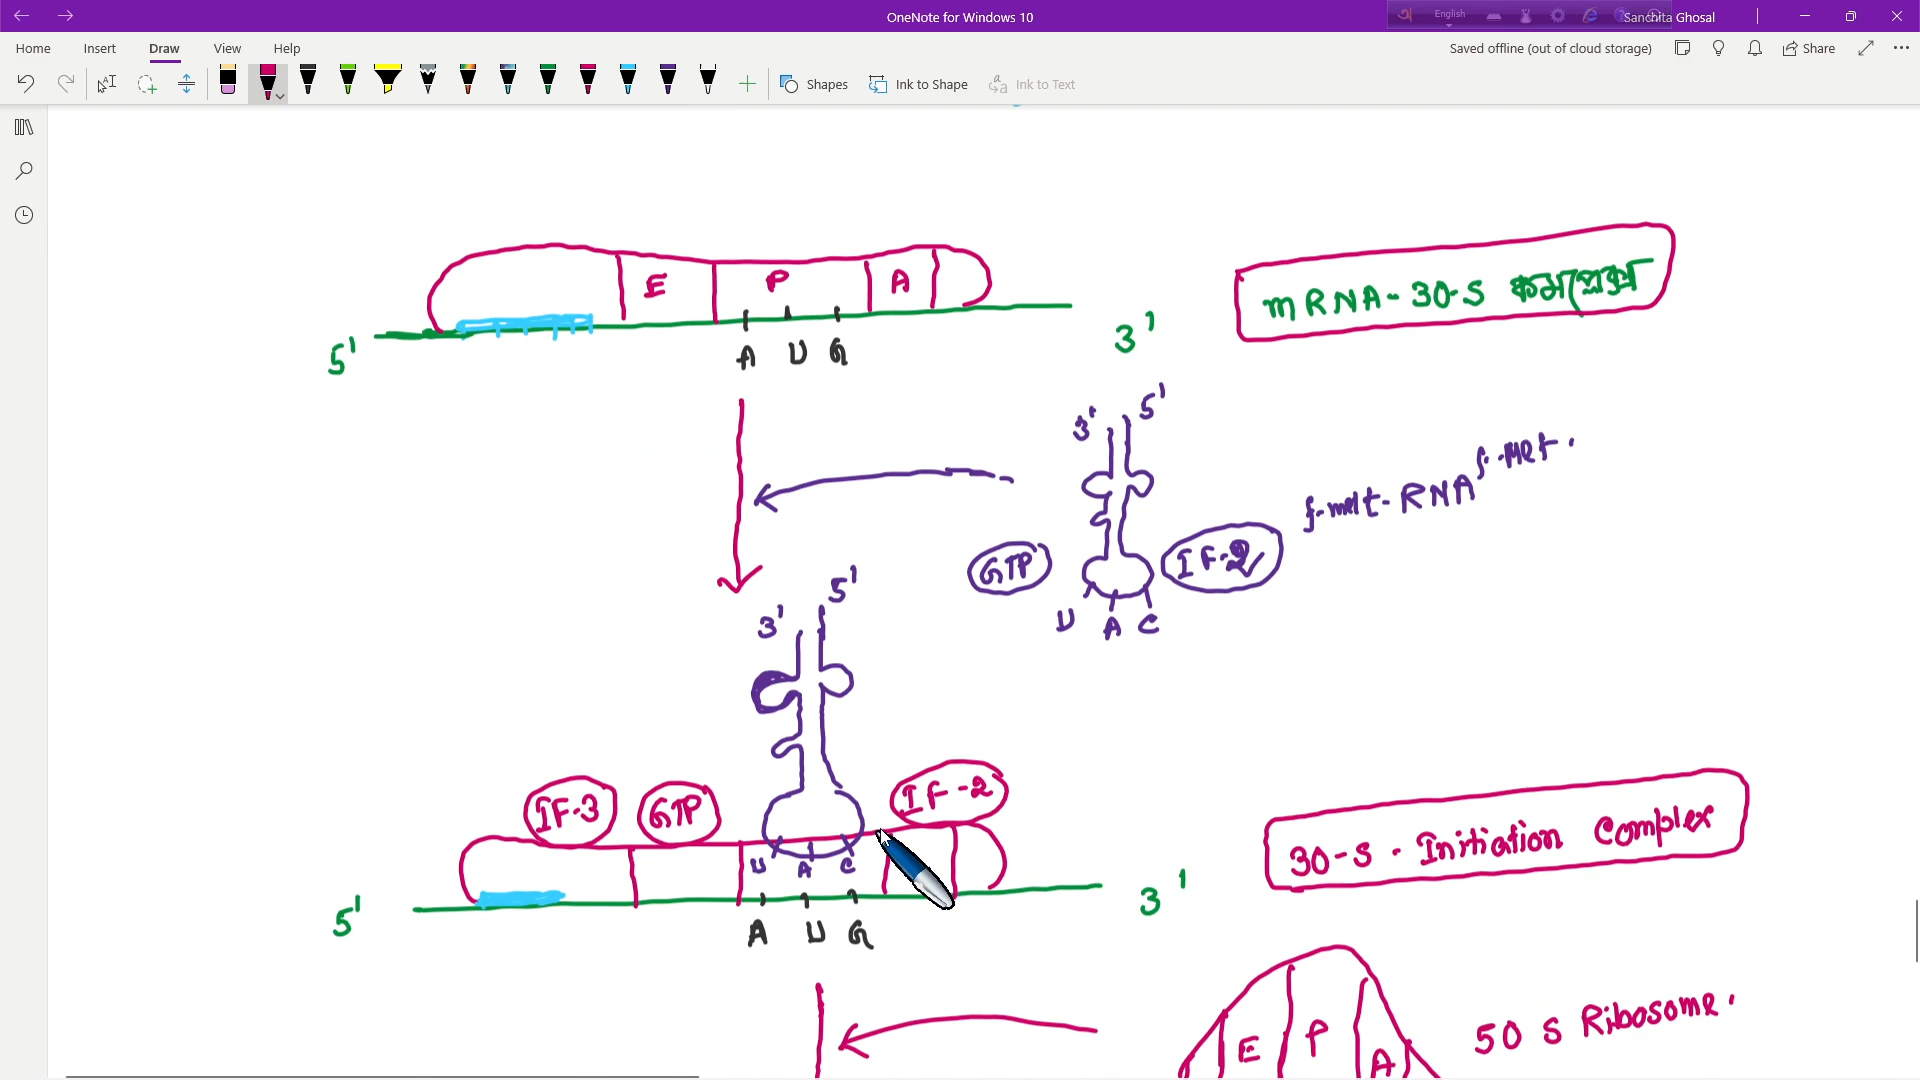 OneNote for Windows 10
English
Sanchita Ghosal
Home Insert Draw View Help
Saved offline (out of cloud storage)
Share
Shapes
Ink to Shape
Ink to Text
E P A
mRNA-30-S কমপ্লেক্স
5' 3'
A U G
3' 5'
f-met-RNA f-Met.
GTP IF-2
U A C
3' 5'
IF-3 GTP IF-2
30-S - Initiation Complex
U A C
5' 3'
A U G
50 S Ribosome.
E P A